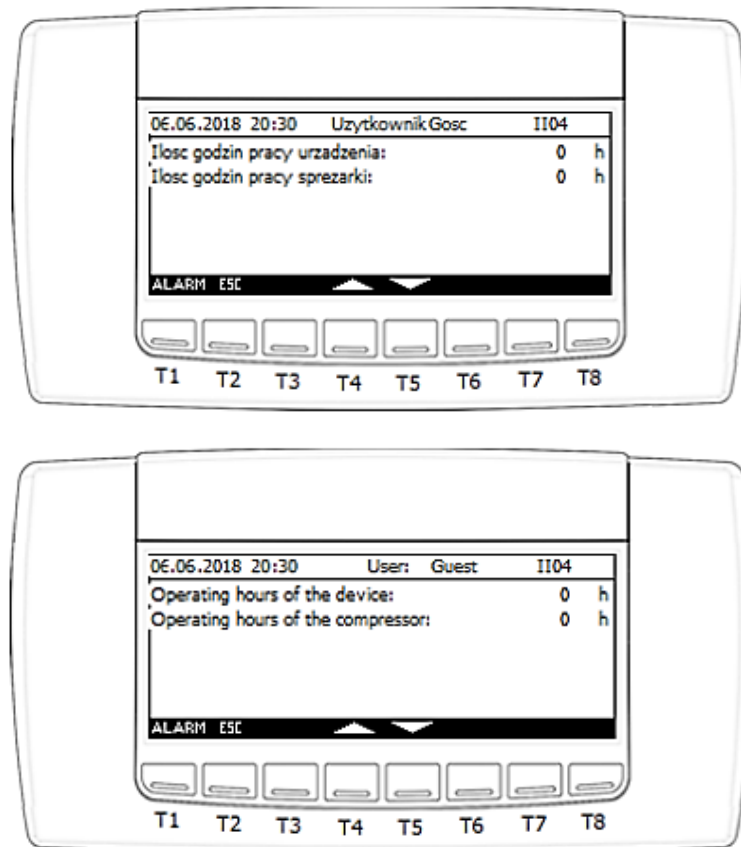 06.06.2018 20:30 Uzytkownik Gosc II04
Ilosc godzin pracy urzadzenia: 0 h
Ilosc godzin pracy sprezarki: 0 h
ALARM ESC
T1 T2 T3 T4 T5 T6 T7 T8
06.06.2018 20:30 User: Guest II04
Operating hours of the device: 0 h
Operating hours of the compressor: 0 h
ALARM ESC
T1 T2 T3 T4 T5 T6 T7 T8